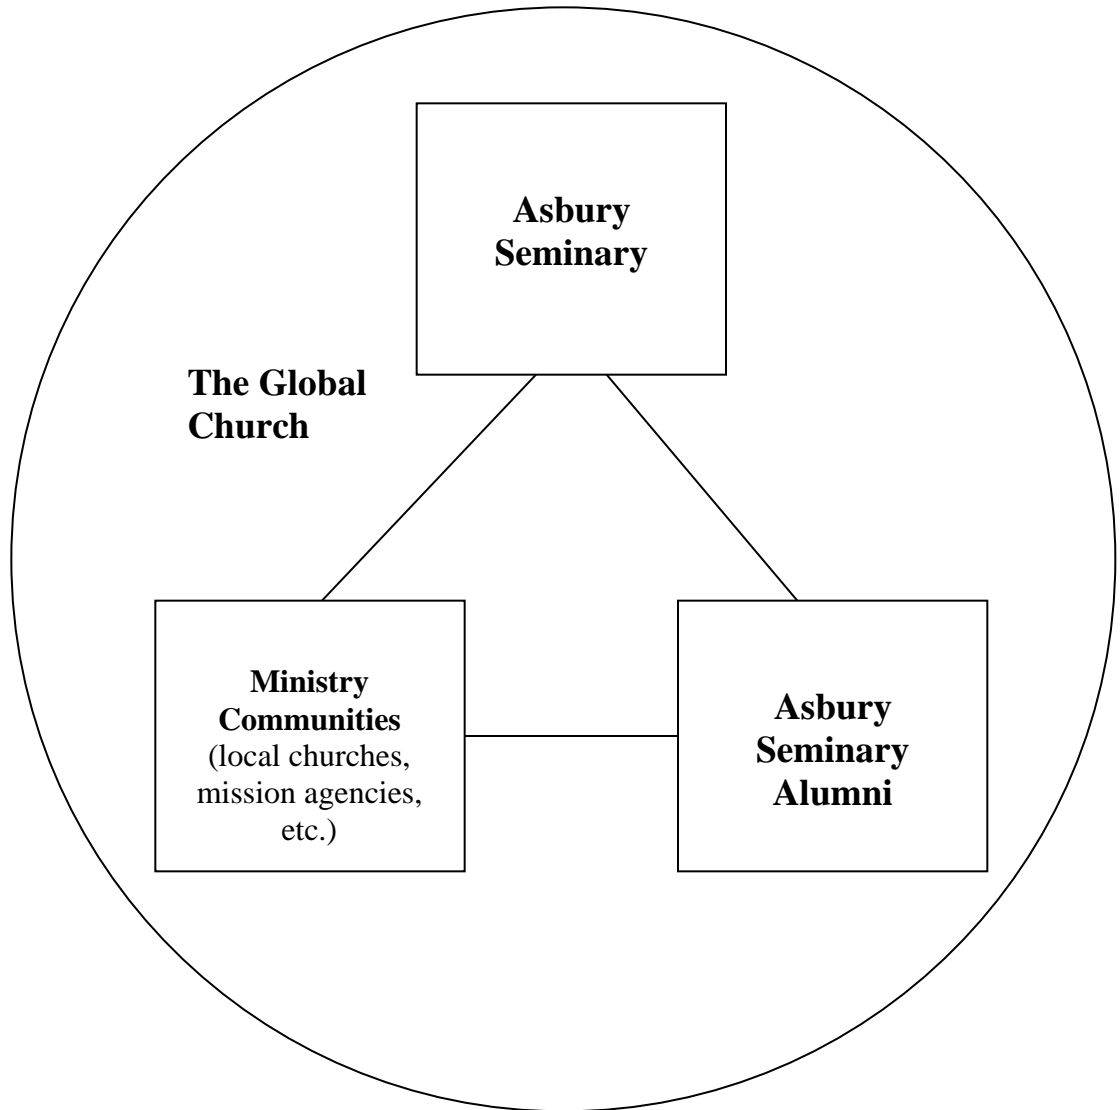 Asbury
Seminary
The Global
Church
Ministry
Communities
(local churches,
mission agencies,
etc.)
Asbury
Seminary
Alumni